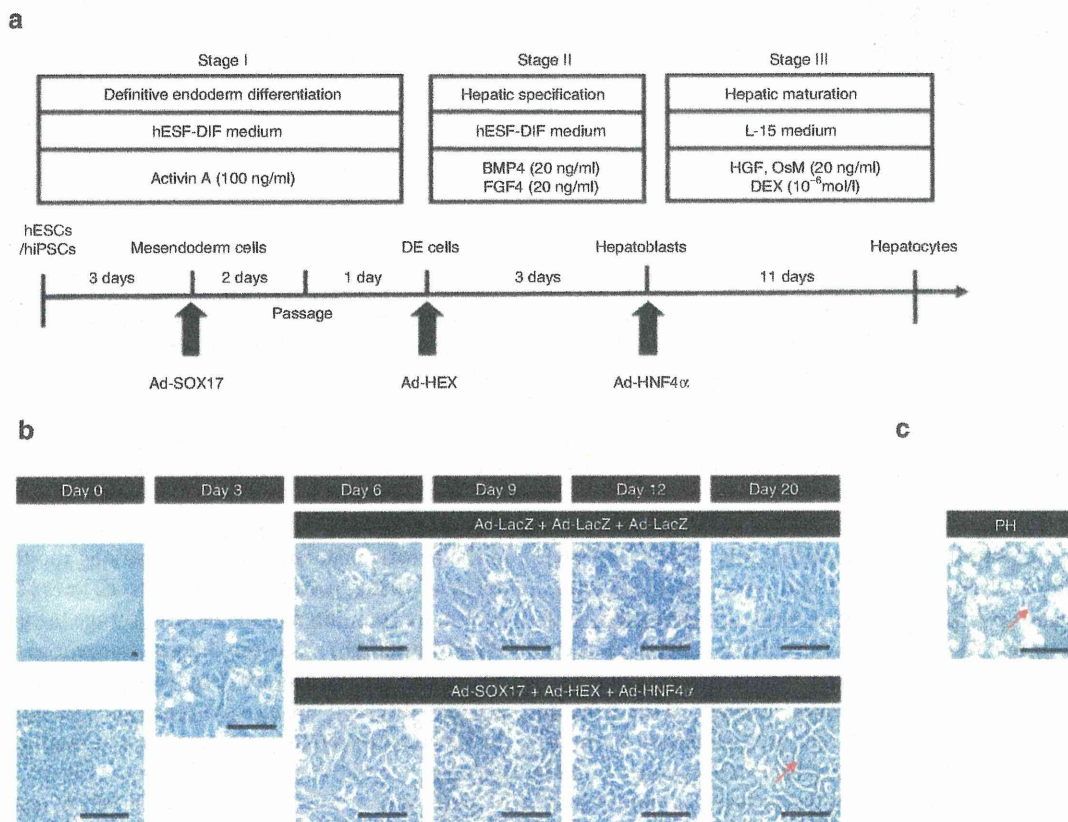 a
Stage I
Stage II
Stage III
Definitive endoderm differentiation
Hepatic specification
Hepatic maturation
hESF-DIF medium
hESF-DIF medium
L-15 medium
Activin A (100 ng/ml)
BMP4 (20 ng/ml)
FGF4 (20 ng/ml)
HGF, OsM (20 ng/ml)
DEX (10⁻⁶mol/l)
hESCs
/hiPSCs
Mesendoderm cells
DE cells
Hepatoblasts
Hepatocytes
3 days
2 days
1 day
3 days
11 days
Passage
Ad-SOX17
Ad-HEX
Ad-HNF4α
b
c
Day 0
Day 3
Day 6
Day 9
Day 12
Day 20
Ad-LacZ + Ad-LacZ + Ad-LacZ
PH
Ad-SOX17 + Ad-HEX + Ad-HNF4α